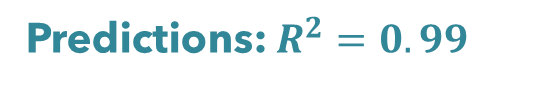 Predictions: R² = 0.99